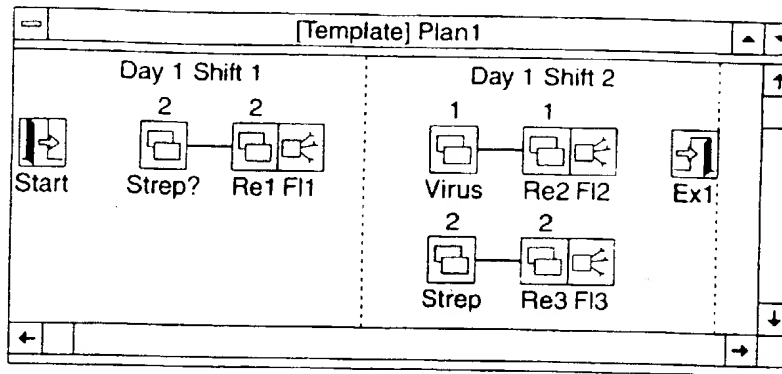 [Template] Plan1
Day 1 Shift 1 Day 1 Shift 2
2 2 1 1
Start Strep? Re1 Fl1 Virus Re2 Fl2 Ex1
2 2
Strep Re3 Fl3